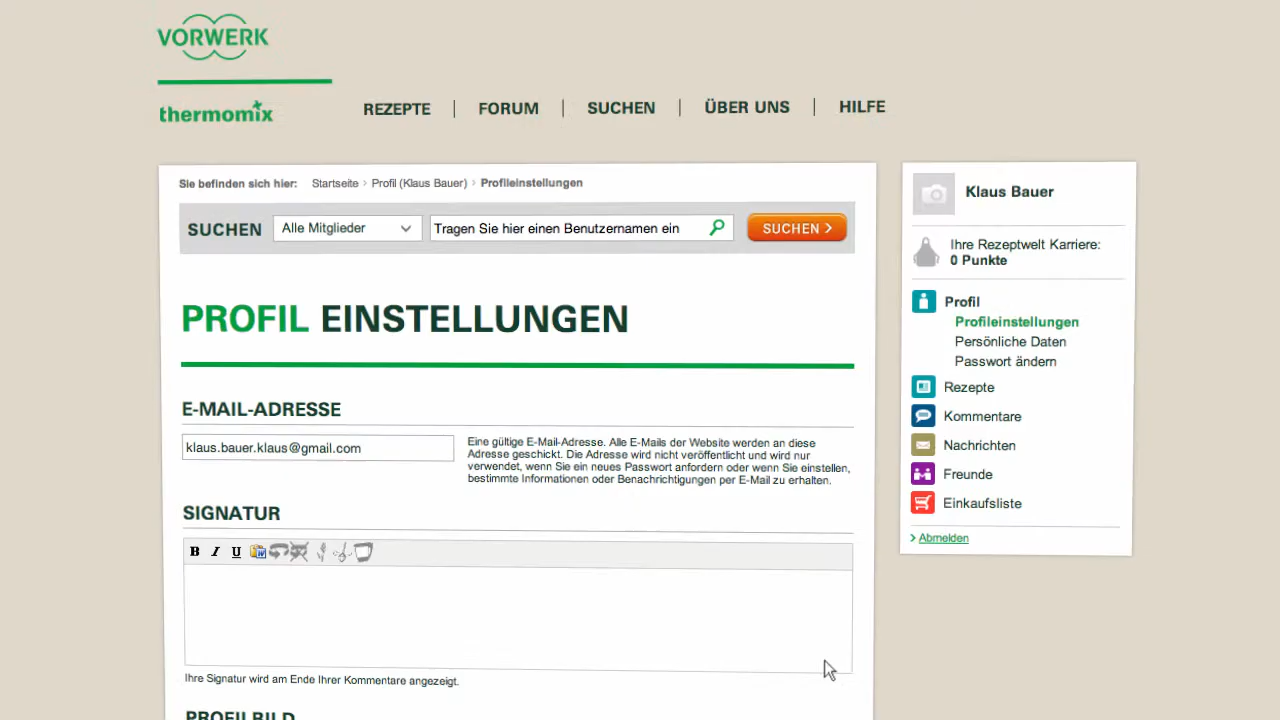 VORWERK
thermomix
REZEPTE | FORUM | SUCHEN | ÜBER UNS | HILFE
Sie befinden sich hier: Startseite > Profil (Klaus Bauer) > Profileinstellungen
SUCHEN Alle Mitglieder Tragen Sie hier einen Benutzernamen ein SUCHEN >
PROFIL EINSTELLUNGEN
E-MAIL-ADRESSE
klaus.bauer.klaus@gmail.com
Eine gültige E-Mail-Adresse. Alle E-Mails der Website werden an diese
Adresse geschickt. Die Adresse wird nicht veröffentlicht und wird nur
verwendet, wenn Sie ein neues Passwort anfordern oder wenn Sie einstellen,
bestimmte Informationen oder Benachrichtigungen per E-Mail zu erhalten.
SIGNATUR
B I U
Ihre Signatur wird am Ende Ihrer Kommentare angezeigt.
PROFILBILD
Klaus Bauer
Ihre Rezeptwelt Karriere:
0 Punkte
Profil
Profileinstellungen
Persönliche Daten
Passwort ändern
Rezepte
Kommentare
Nachrichten
Freunde
Einkaufsliste
> Abmelden